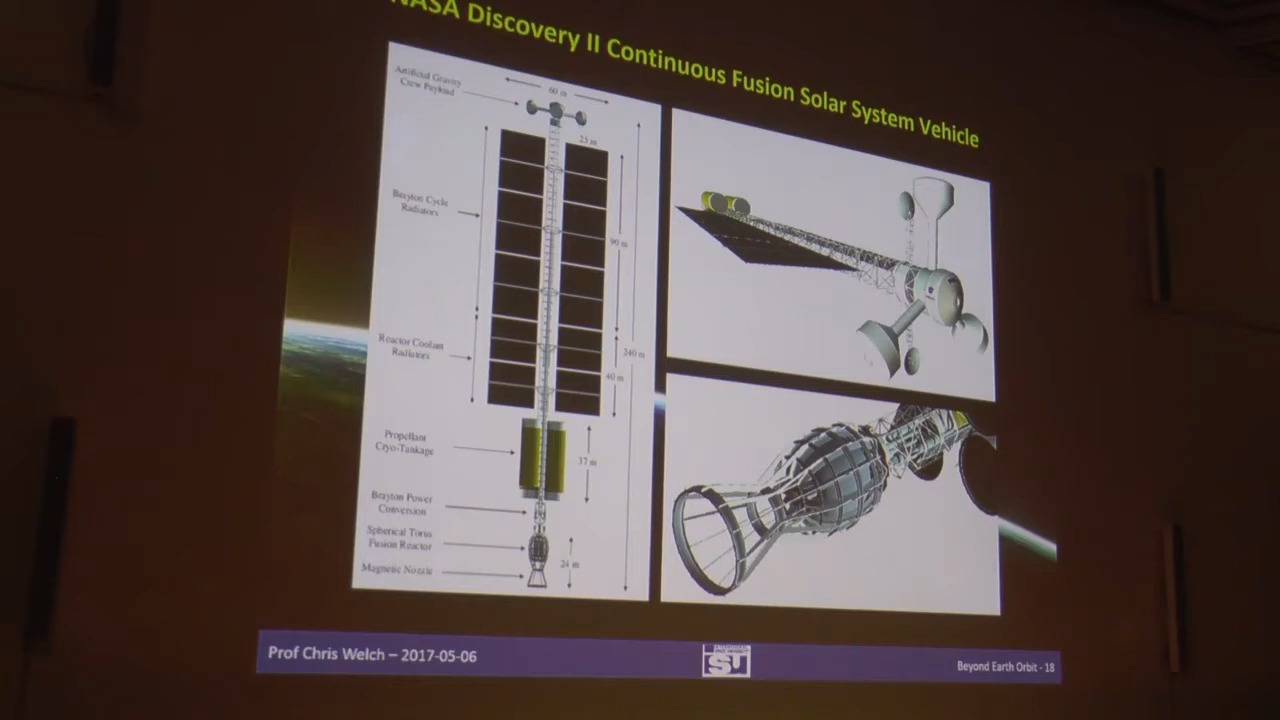 NASA Discovery II Continuous Fusion Solar System Vehicle
Artificial Gravity
Crew Payload
60 m
25 m
Brayton Cycle
Radiators
90 m
Reactor Coolant
Radiators
240 m
40 m
Propellant
Cryo-Tankage
37 m
Brayton Power
Conversion
Spherical Torus
Fusion Reactor
24 m
Magnetic Nozzle
Prof Chris Welch – 2017-05-06
ISU
Beyond Earth Orbit - 18